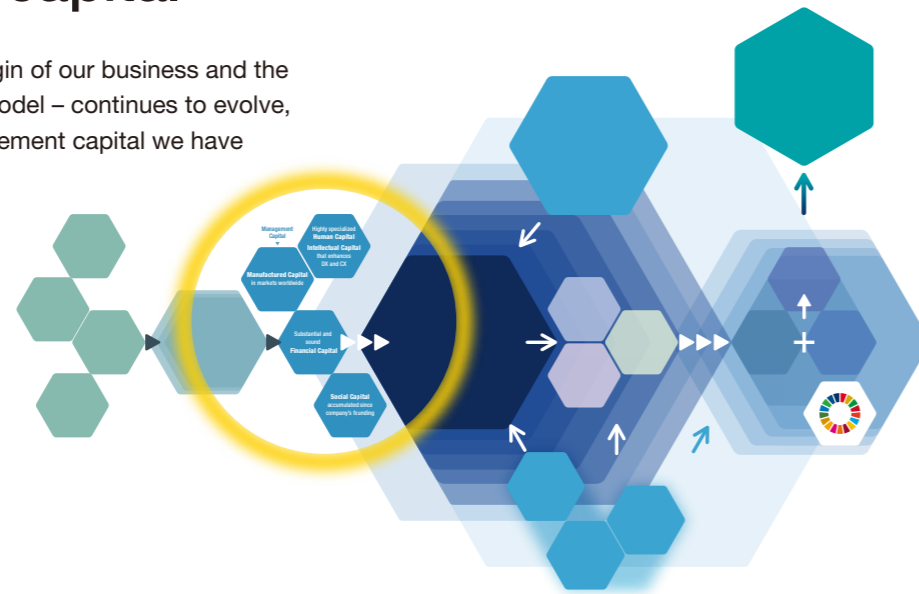 gin of our business and the
odel – continues to evolve,
ement capital we have
Management
Capital
Highly specialized
Human Capital
Intellectual Capital
that enhances
DX and CX
Manufactured Capital
in markets worldwide
Substantial and
sound
Financial Capital
Social Capital
accumulated since
company's founding